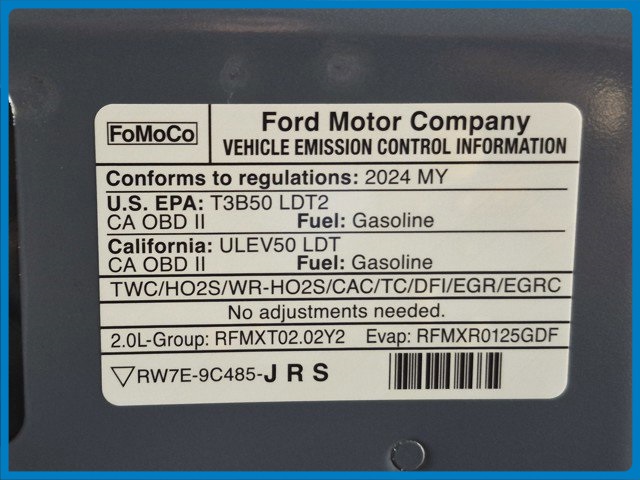 FoMoCo
Ford Motor Company
VEHICLE EMISSION CONTROL INFORMATION
Conforms to regulations: 2024 MY
U.S. EPA: T3B50 LDT2
CA OBD II Fuel: Gasoline
California: ULEV50 LDT
CA OBD II Fuel: Gasoline
TWC/HO2S/WR-HO2S/CAC/TC/DFI/EGR/EGRC
No adjustments needed.
2.0L-Group: RFMXT02.02Y2 Evap: RFMXR0125GDF
RW7E-9C485-J R S